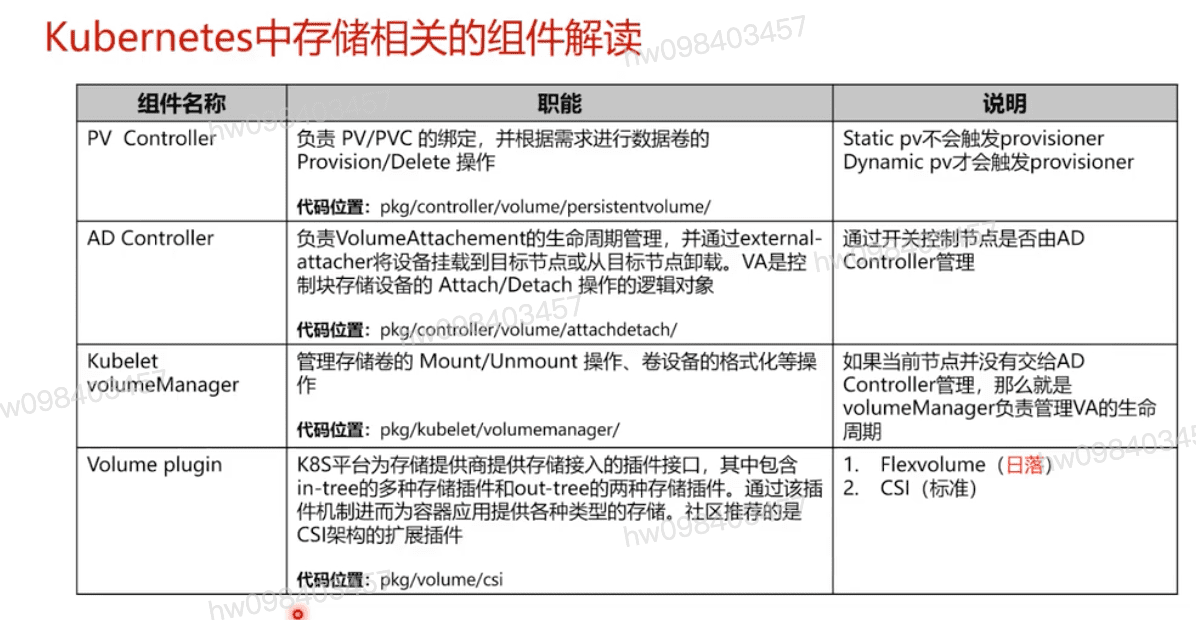 Kubernetes中存储相关的组件解读
组件名称
职能
说明
PV Controller
负责 PV/PVC 的绑定，并根据需求进行数据卷的
Provision/Delete 操作
代码位置：pkg/controller/volume/persistentvolume/
Static pv不会触发provisioner
Dynamic pv才会触发provisioner
AD Controller
负责VolumeAttachement的生命周期管理，并通过external-
attacher将设备挂载到目标节点或从目标节点卸载。VA是控
制块存储设备的 Attach/Detach 操作的逻辑对象
代码位置：pkg/controller/volume/attachdetach/
通过开关控制节点是否由AD
Controller管理
Kubelet
volumeManager
管理存储卷的 Mount/Unmount 操作、卷设备的格式化等操
作
代码位置：pkg/kubelet/volumemanager/
如果当前节点并没有交给AD
Controller管理，那么就是
volumeManager负责管理VA的生命
周期
Volume plugin
K8S平台为存储提供商提供存储接入的插件接口，其中包含
in-tree的多种存储插件和out-tree的两种存储插件。通过该插
件机制进而为容器应用提供各种类型的存储。社区推荐的是
CSI架构的扩展插件
代码位置：pkg/volume/csi
1. Flexvolume（日落）
2. CSI（标准）
hw098403457
hw098403457
hw098403457
hw098403457
hw098403457
hw098403457
hw098403457
hw098403457